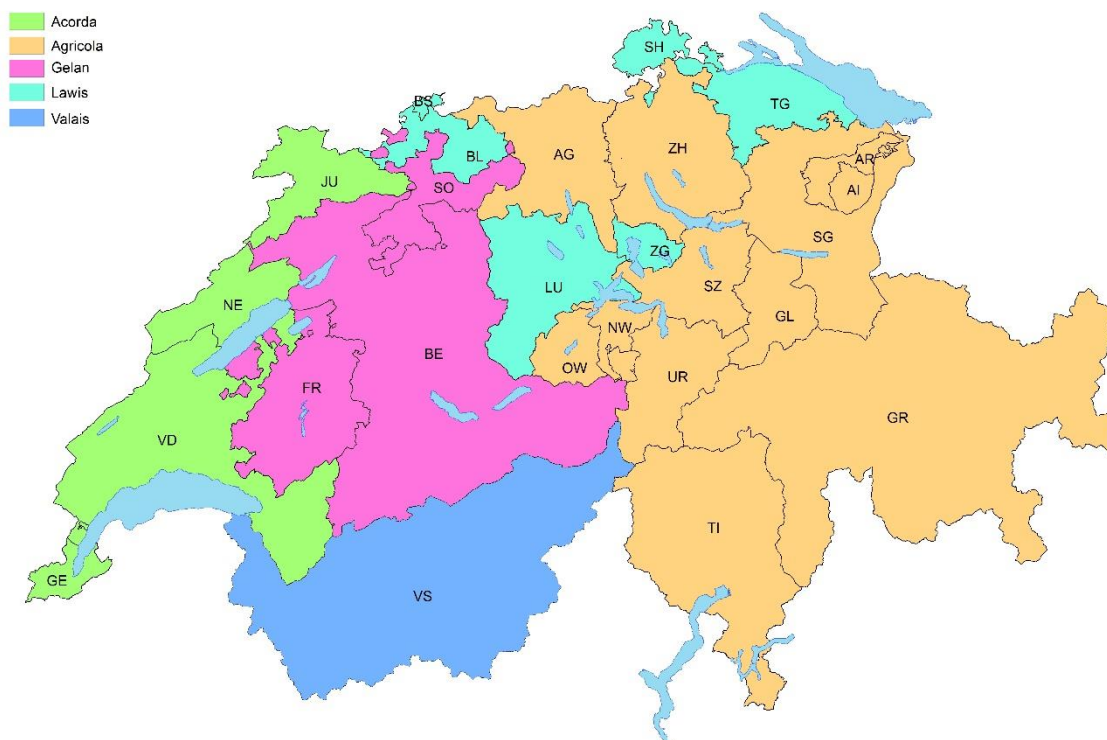 Acorda
Agricola
Gelan
Lawis
Valais
SH
BS
TG
BL
AG
ZH
AR
JU
SO
AI
SG
ZG
NE
LU
SZ
GL
NW
BE
OW
UR
FR
GR
VD
TI
GE
VS